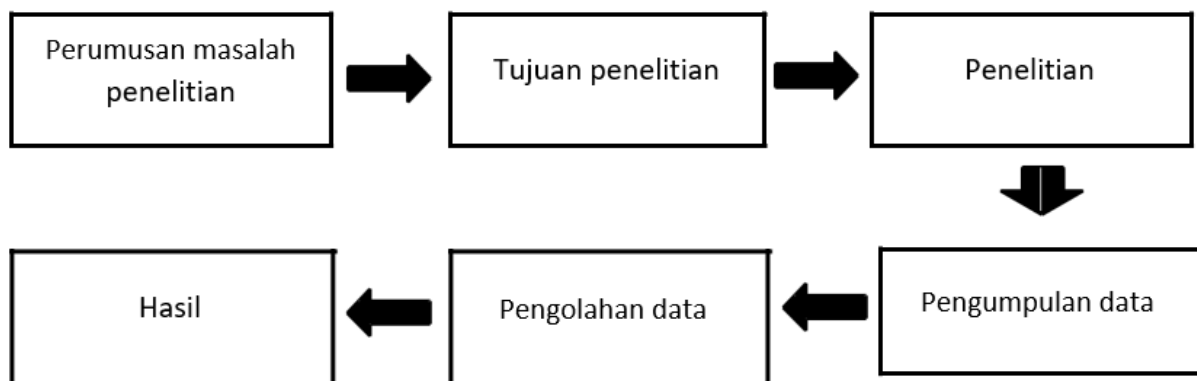 Perumusan masalah
penelitian
Tujuan penelitian
Penelitian
Pengumpulan data
Pengolahan data
Hasil